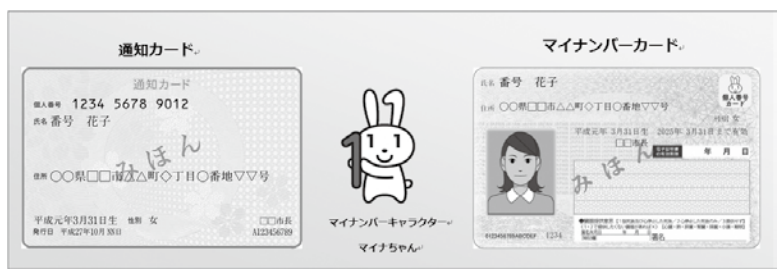 通知カード
通知カード
個人番号 1234 5678 9012
氏名 番号 花子
みほん
住所 ○○県□□市△△町◇丁目○番地▽▽号
平成元年3月31日生 性別 女
□□市長
発行日 平成27年10月XX日
A123456789
1
マイナンバーキャラクター
マイナちゃん
マイナンバーカード
氏名 番号 花子
個人番号
カード
住所 ○○県□□市△△町◇丁目○番地▽▽号
性別 女
平成元年 3月31日生 2025年 3月31日まで有効
□□市長
年 月 日
みほん
1234
署名